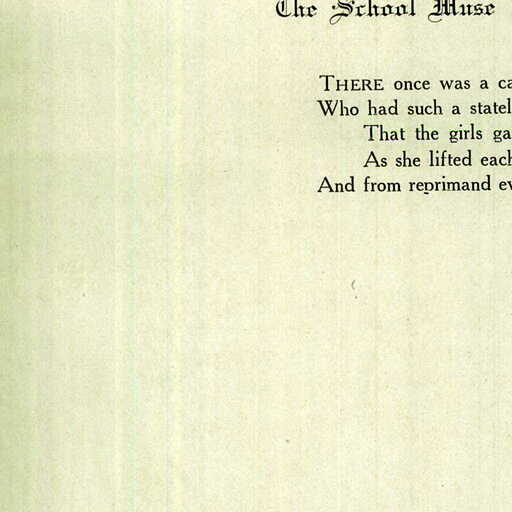 The School Muse
THERE once was a ca
Who had such a statel
That the girls ga
As she lifted each
And from reprimand ev